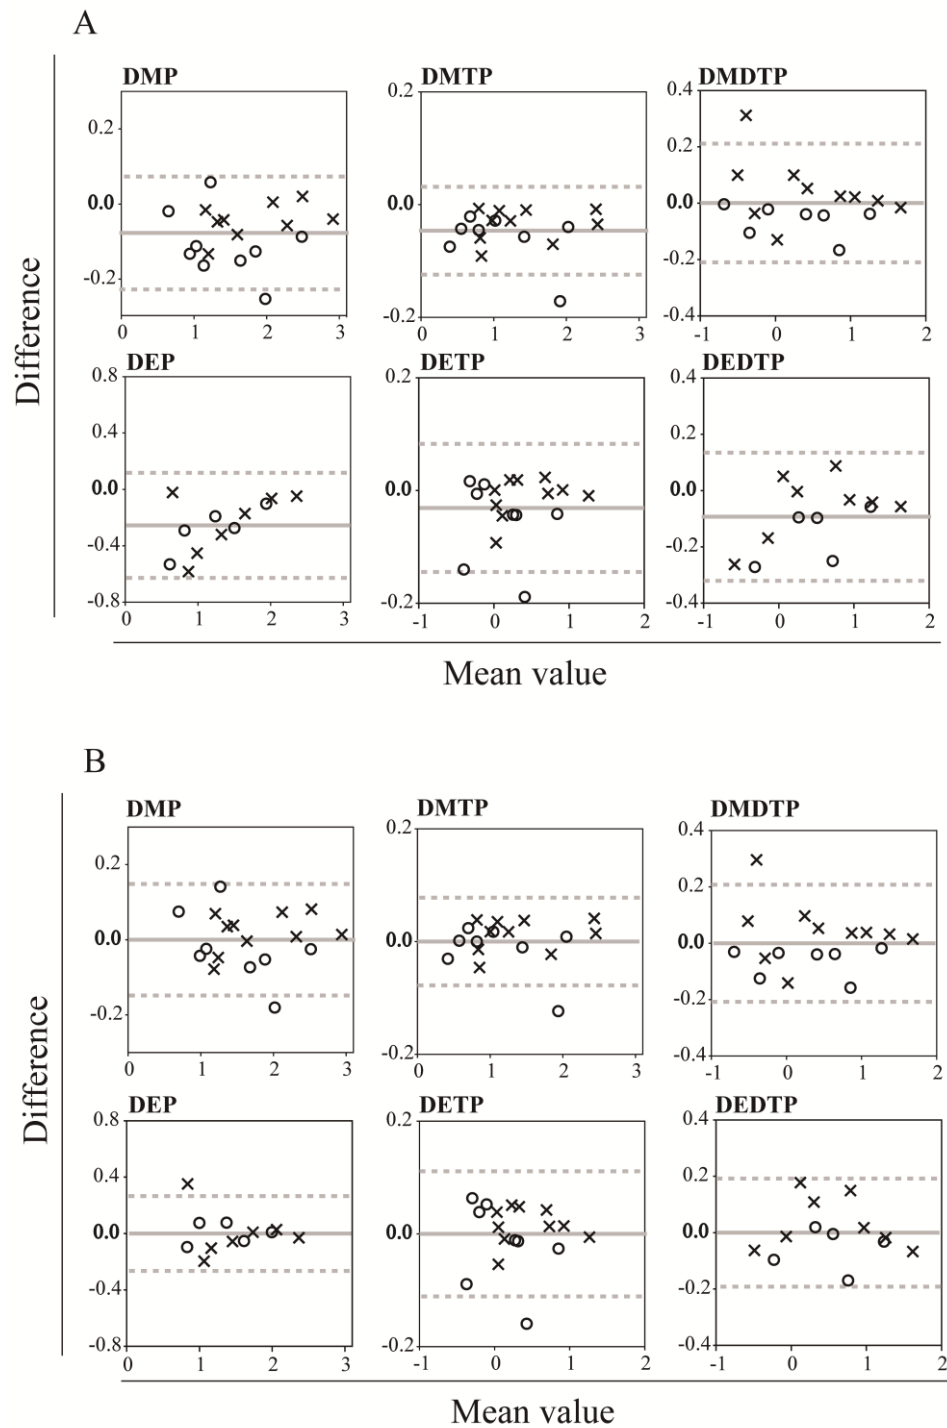 A
DMP DMTP DMDTP
0.2 0.2 0.4
0.0 0.0 0.2
-0.2 -0.2 0.0
-0.2
-0.4
0 1 2 3 0 1 2 3 -1 0 1 2
DEP DETP DEDTP
0.8 0.2 0.4
0.4 0.0 0.2
0.0 -0.2 0.0
-0.4 -0.2
-0.8 -0.4
0 1 2 3 -1 0 1 2 -1 0 1 2
Difference
Mean value
B
DMP DMTP DMDTP
0.2 0.2 0.4
0.0 0.0 0.2
-0.2 -0.2 0.0
-0.2
-0.4
0 1 2 3 0 1 2 3 -1 0 1 2
DEP DETP DEDTP
0.8 0.2 0.4
0.4 0.0 0.2
0.0 -0.2 0.0
-0.4 -0.2
-0.8 -0.4
0 1 2 3 -1 0 1 2 -1 0 1 2
Difference
Mean value